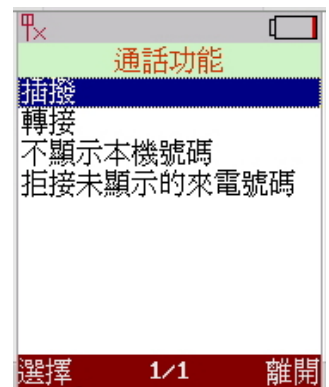 通話功能
插撥
轉接
不顯示本機號碼
拒接未顯示的來電號碼
選擇 1/1 離開